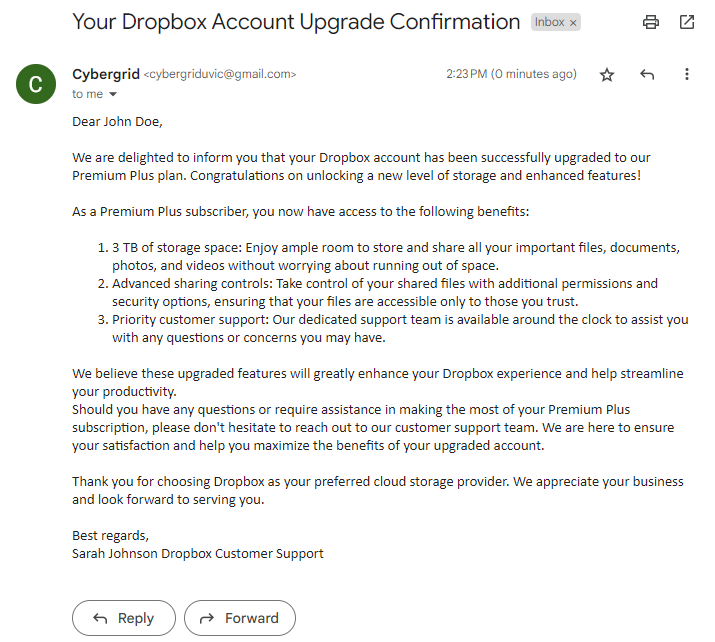 Your Dropbox Account Upgrade Confirmation Inbox ×
Cybergrid <cybergriduvic@gmail.com> 2:23 PM (0 minutes ago)
C
to me
Dear John Doe,
We are delighted to inform you that your Dropbox account has been successfully upgraded to our
Premium Plus plan. Congratulations on unlocking a new level of storage and enhanced features!
As a Premium Plus subscriber, you now have access to the following benefits:
1. 3 TB of storage space: Enjoy ample room to store and share all your important files, documents,
photos, and videos without worrying about running out of space.
2. Advanced sharing controls: Take control of your shared files with additional permissions and
security options, ensuring that your files are accessible only to those you trust.
3. Priority customer support: Our dedicated support team is available around the clock to assist you
with any questions or concerns you may have.
We believe these upgraded features will greatly enhance your Dropbox experience and help streamline
your productivity.
Should you have any questions or require assistance in making the most of your Premium Plus
subscription, please don't hesitate to reach out to our customer support team. We are here to ensure
your satisfaction and help you maximize the benefits of your upgraded account.
Thank you for choosing Dropbox as your preferred cloud storage provider. We appreciate your business
and look forward to serving you.
Best regards,
Sarah Johnson Dropbox Customer Support
Reply Forward